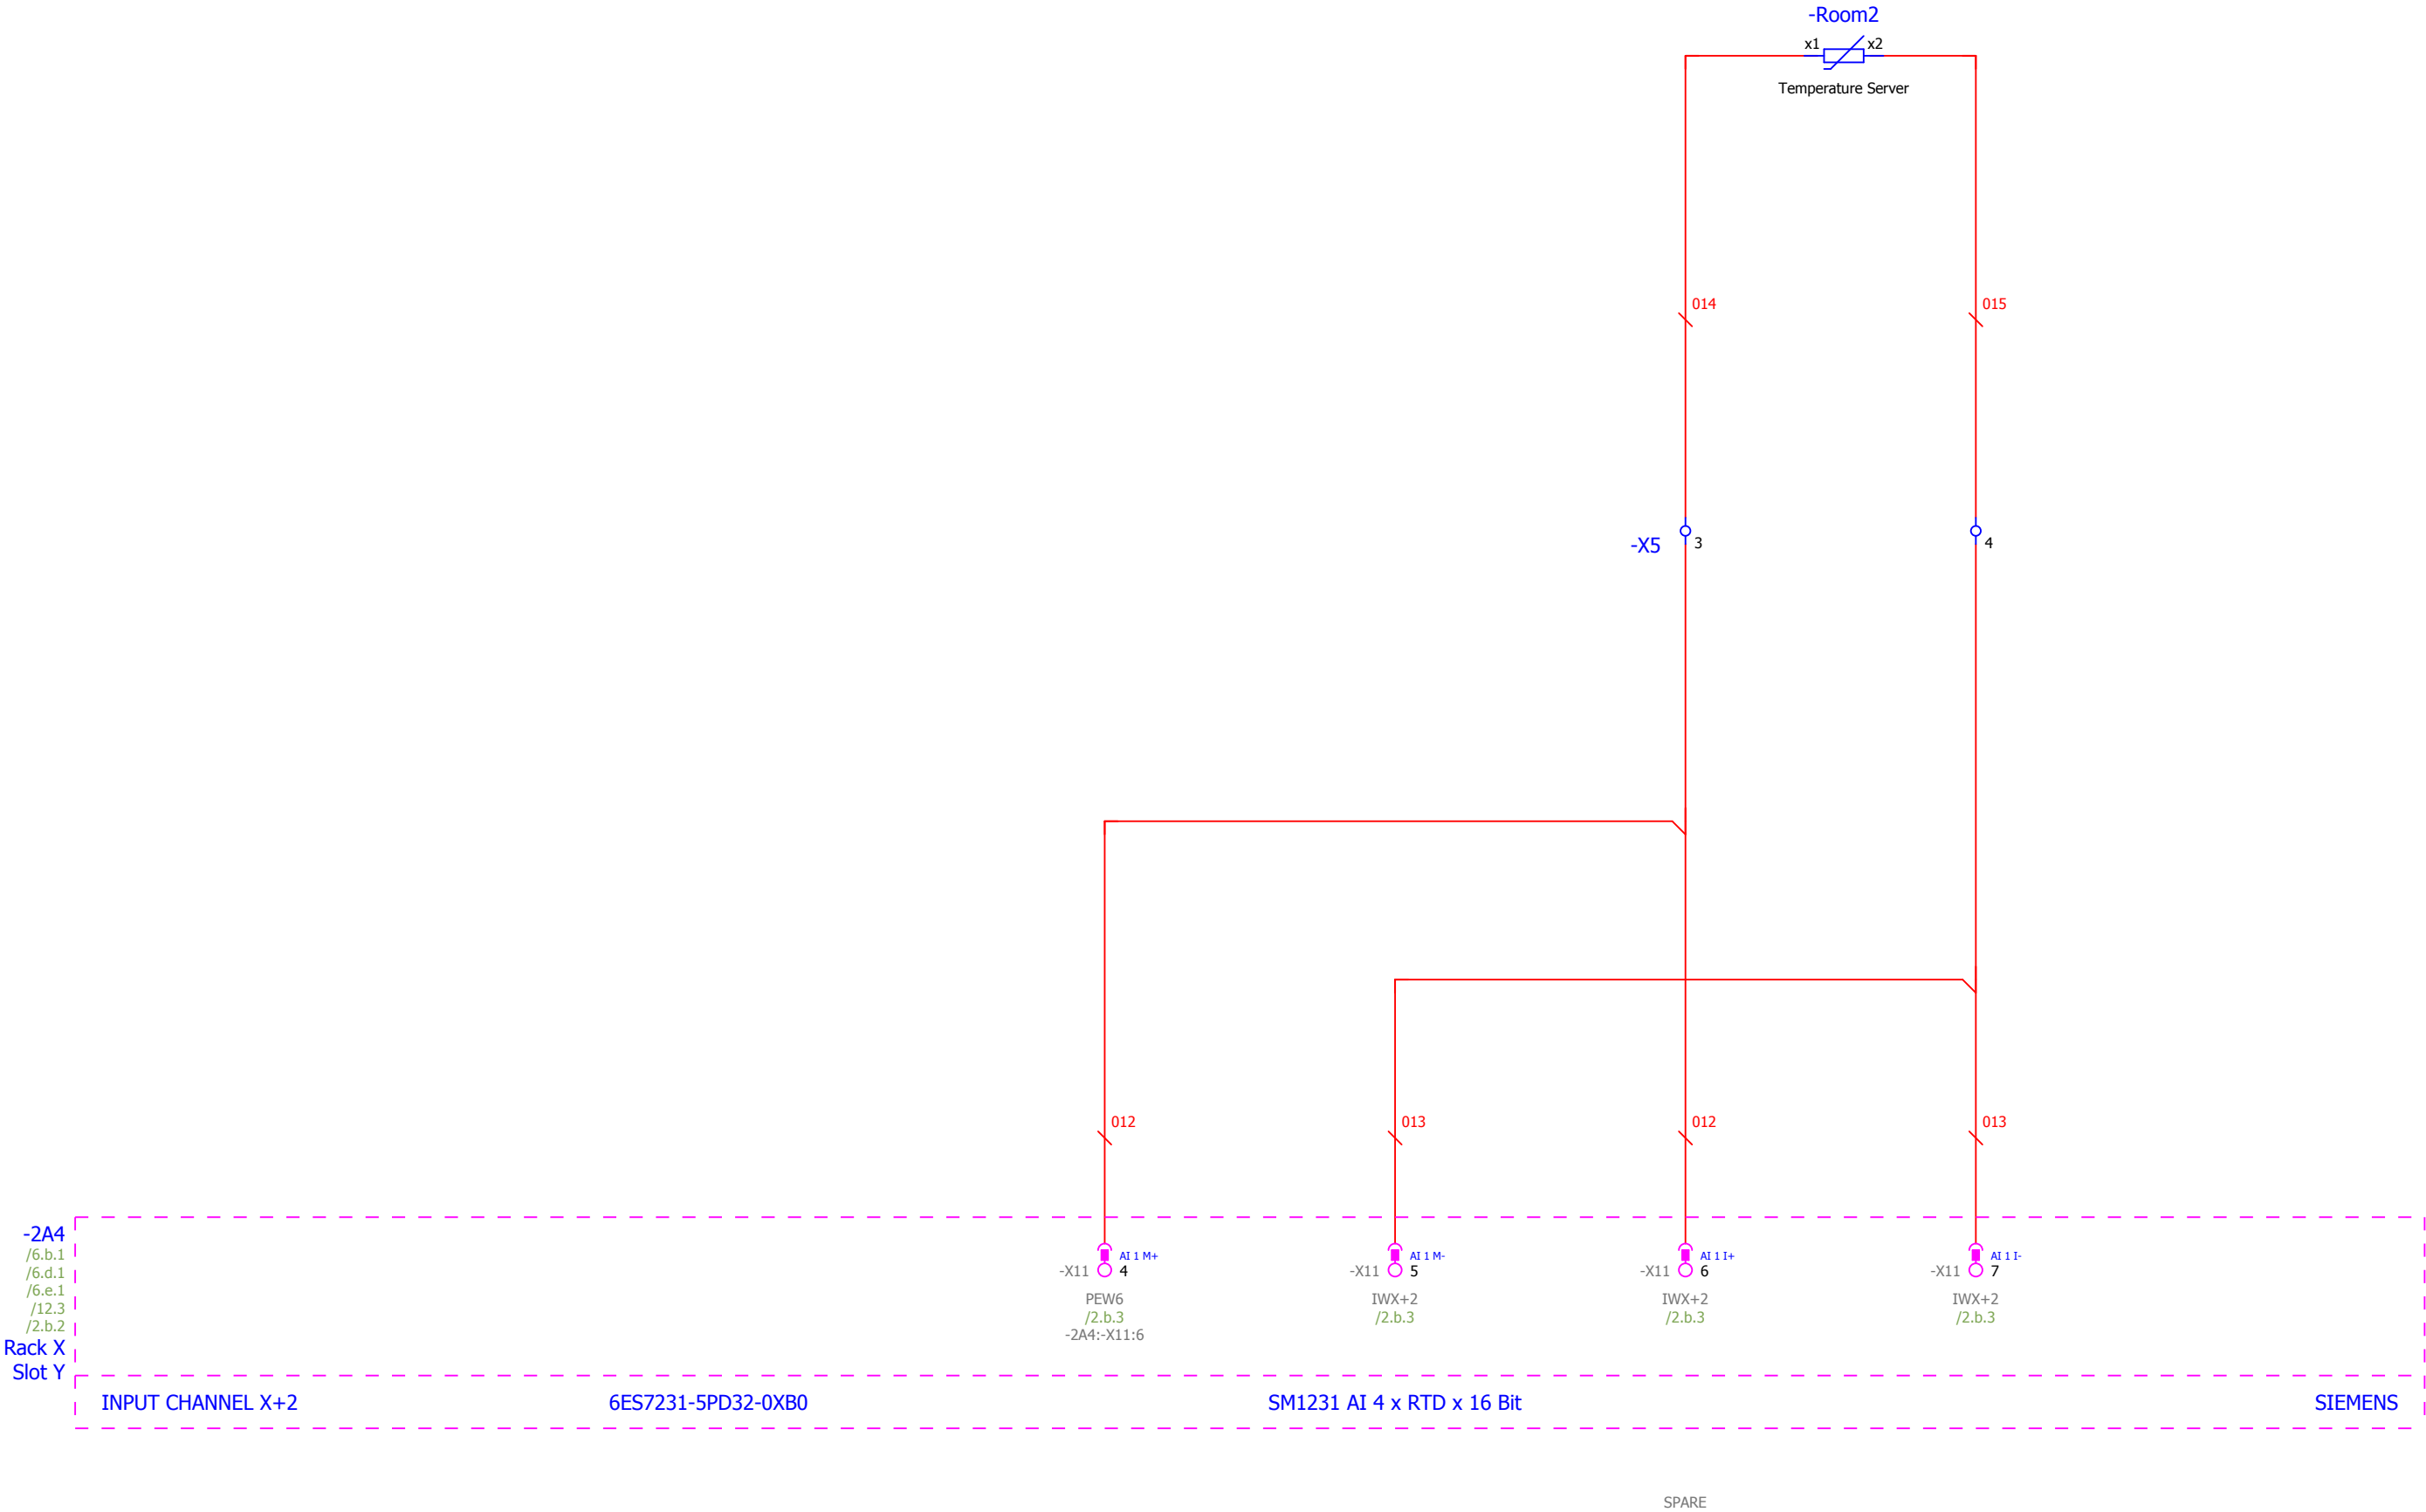 -Room2
x1 x2
Temperature Server
014 015
-X5 3 4
012 013 012 013
-2A4
/6.b.1
/6.d.1
/6.e.1
/12.3
/2.b.2
Rack X
Slot Y
AI 1 M+ AI 1 M- AI 1 I+ AI 1 I-
-X11 4 -X11 5 -X11 6 -X11 7
PEW6 IWX+2 IWX+2 IWX+2
/2.b.3 /2.b.3 /2.b.3 /2.b.3
-2A4:-X11:6
INPUT CHANNEL X+2 6ES7231-5PD32-0XB0 SM1231 AI 4 x RTD x 16 Bit SIEMENS
SPARE